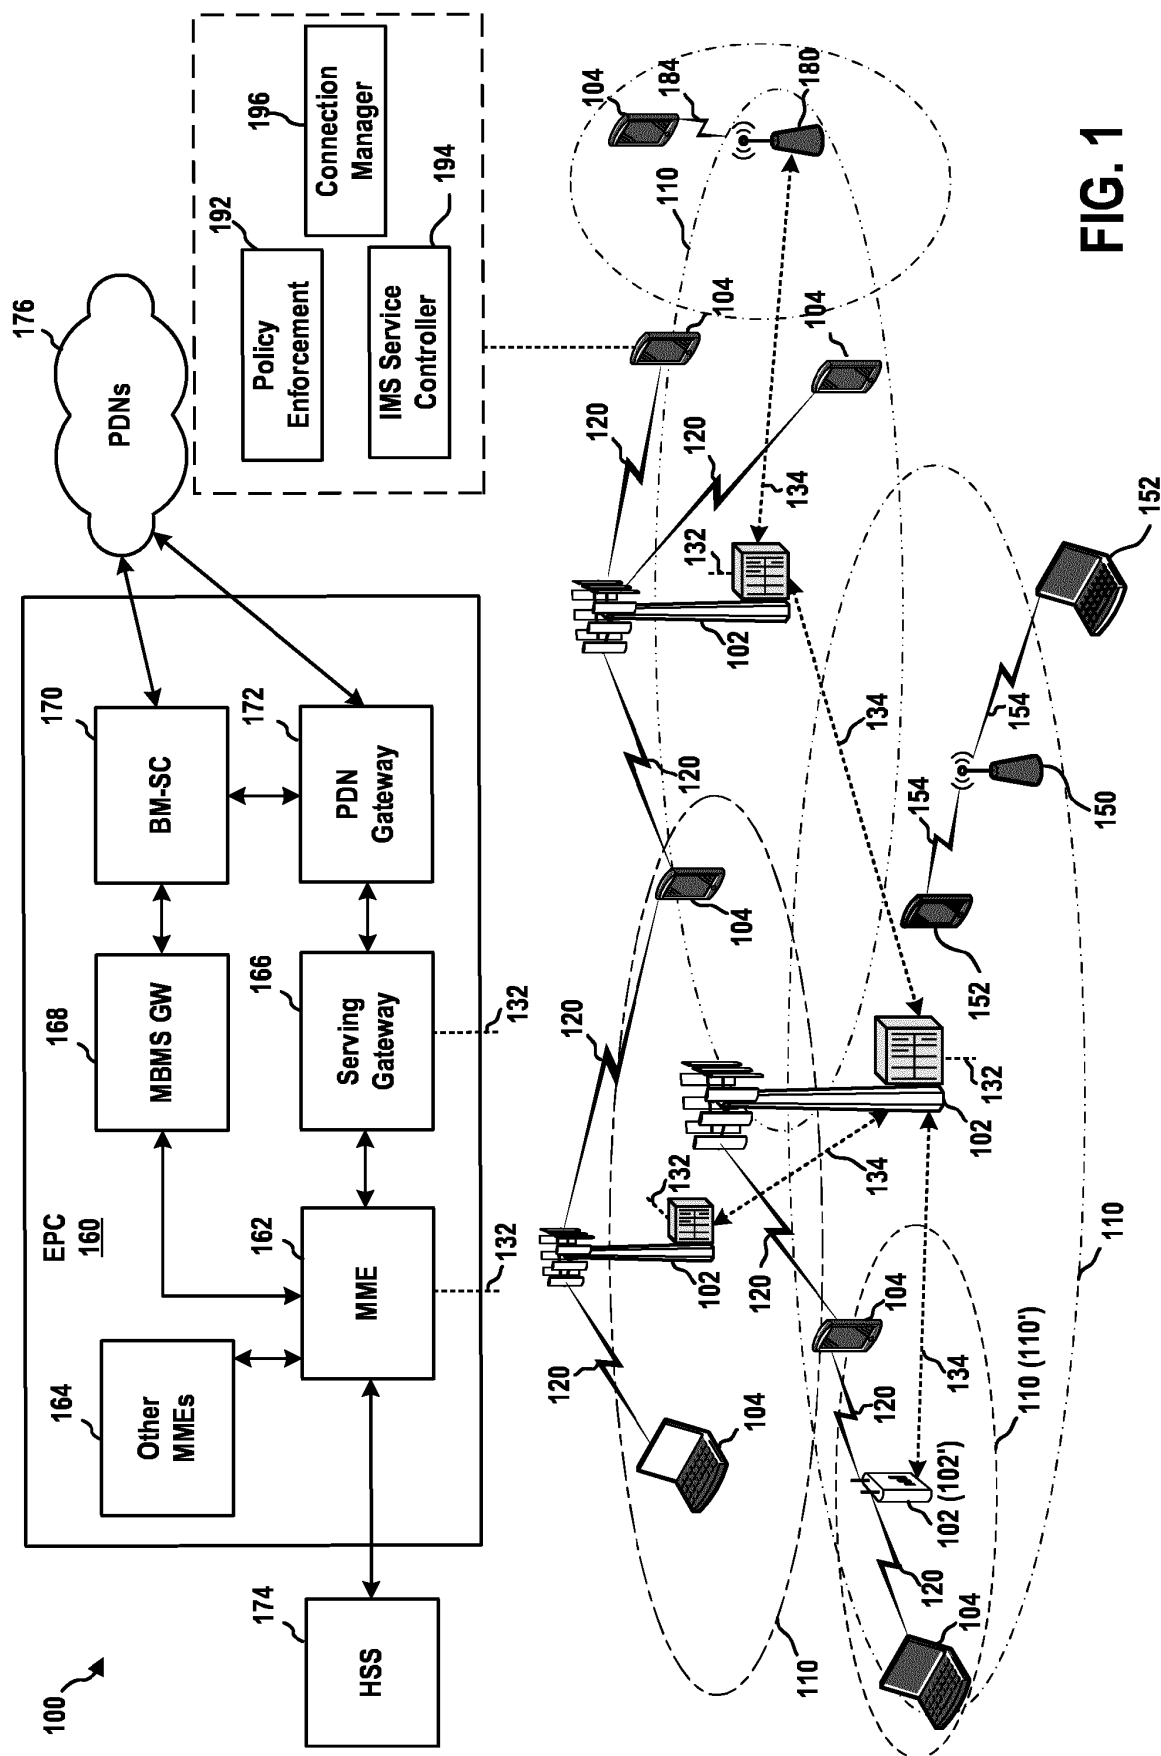 100
174
HSS
EPC
160
164
Other
MMEs
162
MME
132
168
MBMS GW
166
Serving
Gateway
132
170
BM-SC
172
PDN
Gateway
176
PDNs
192
Policy
Enforcement
196
Connection
Manager
194
IMS Service
Controller
110
120
104
120
132
102
120
104
120
102
132
134
102
132
120
104
120
102 (102')
120
104
134
110 (110')
110
134
120
120
104
104
134
110
104
184
180
152
154
150
154
152
FIG. 1